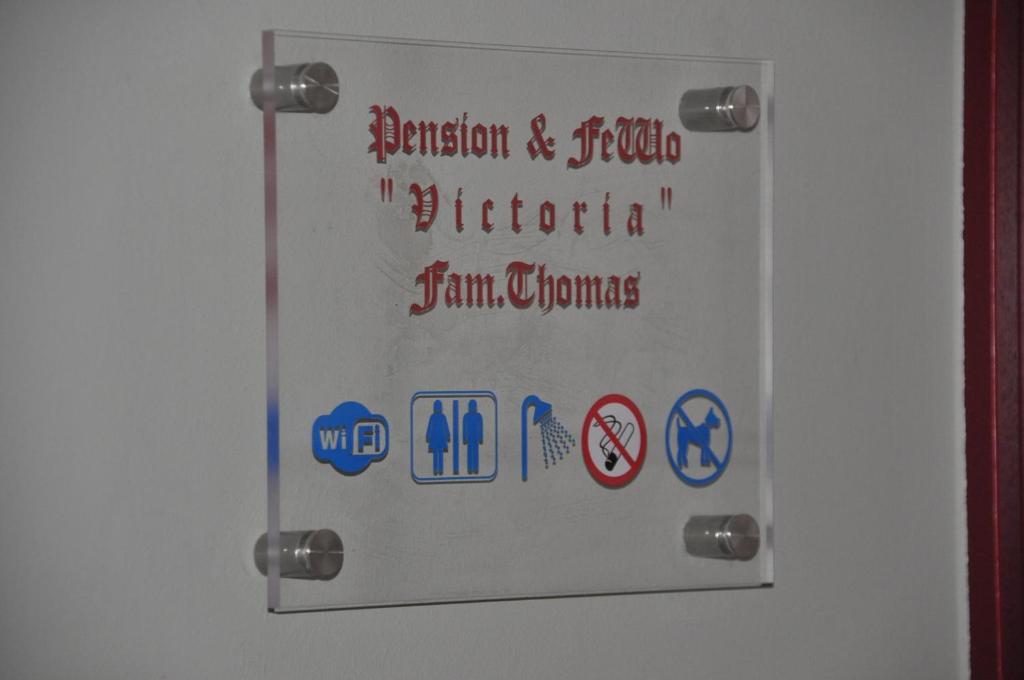 Pension & FeWo
"Victoria"
Fam.Thomas
WiFi